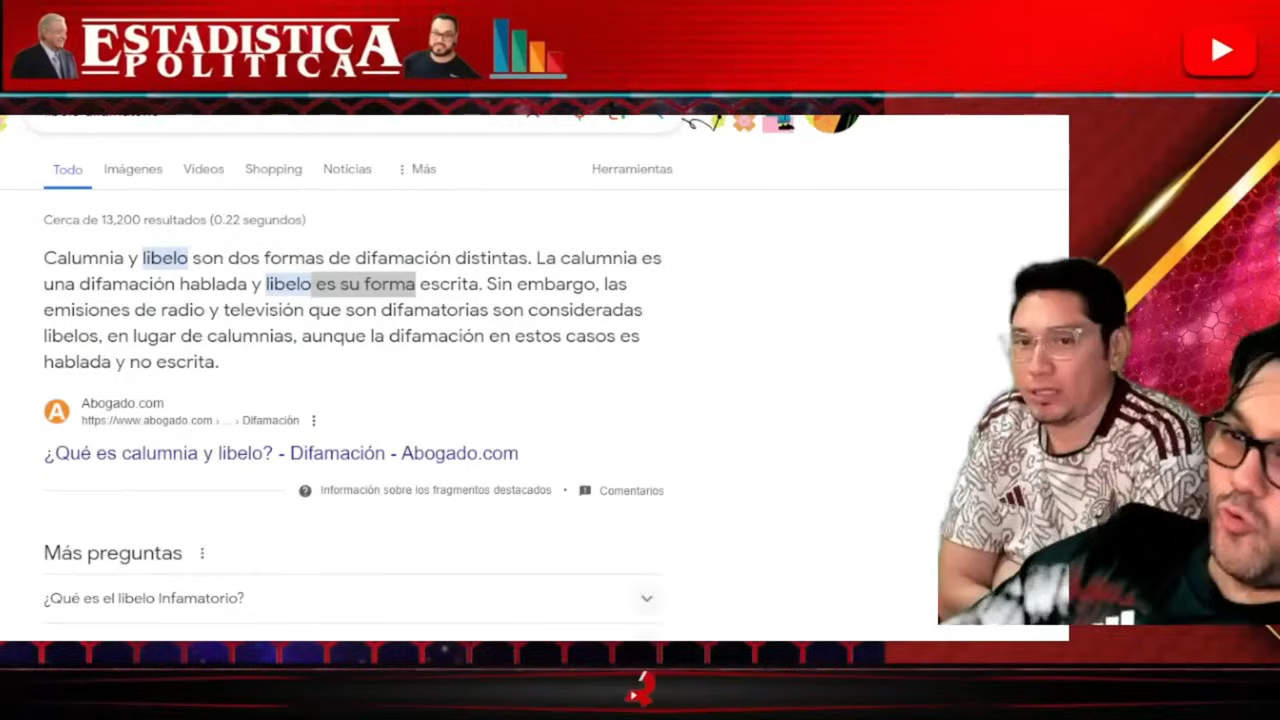 ESTADISTICA
POLITICA
Todo Imágenes Videos Shopping Noticias Más Herramientas
Cerca de 13,200 resultados (0.22 segundos)
Calumnia y libelo son dos formas de difamación distintas. La calumnia es
una difamación hablada y libelo es su forma escrita. Sin embargo, las
emisiones de radio y televisión que son difamatorias son consideradas
libelos, en lugar de calumnias, aunque la difamación en estos casos es
hablada y no escrita.
A Abogado.com
https://www.abogado.com › ... › Difamación
¿Qué es calumnia y libelo? - Difamación - Abogado.com
Información sobre los fragmentos destacados • Comentarios
Más preguntas
¿Qué es el libelo Infamatorio?